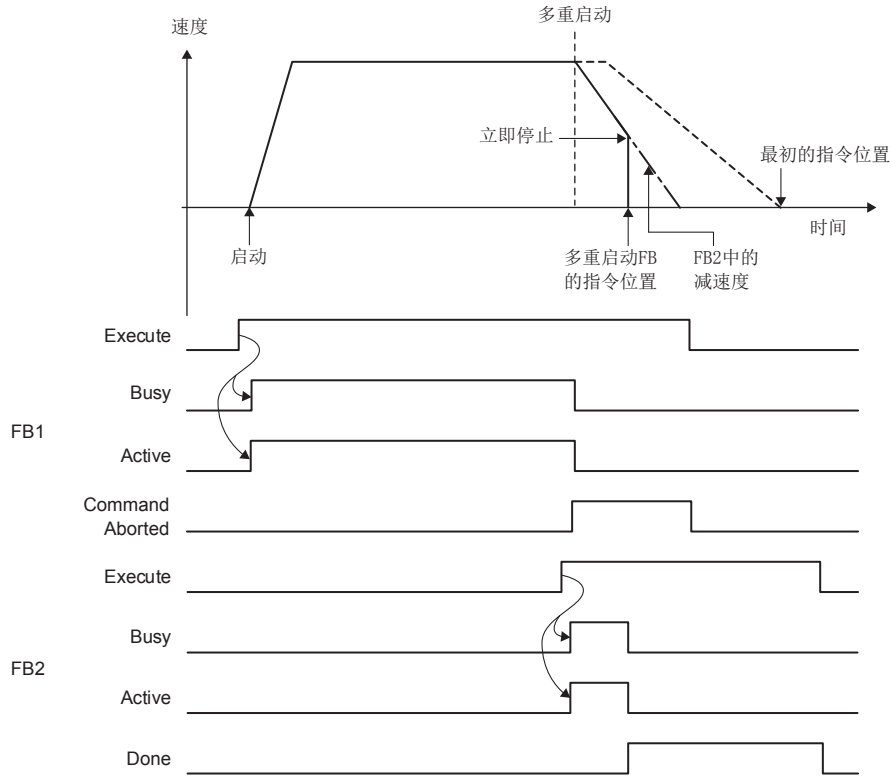 多重启动
速度
立即停止
最初的指令位置
时间
启动
多重启动FB
的指令位置
FB2中的
减速度
Execute
Busy
FB1
Active
Command
Aborted
Execute
Busy
FB2
Active
Done